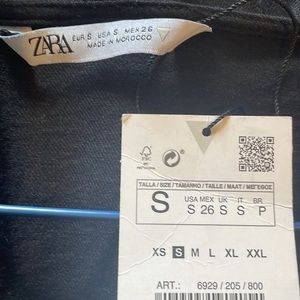 ZARA
EUR S USA S MEX 26
MADE IN MOROCCO
TALLA / SIZE / TAMANHO / TAILLE / MAAT / ΜΕΓΕΘΟΣ
S
USA MEX UK IT BR
S 26 S S P
XS S M L XL XXL
ART.: 6929 / 205 / 800